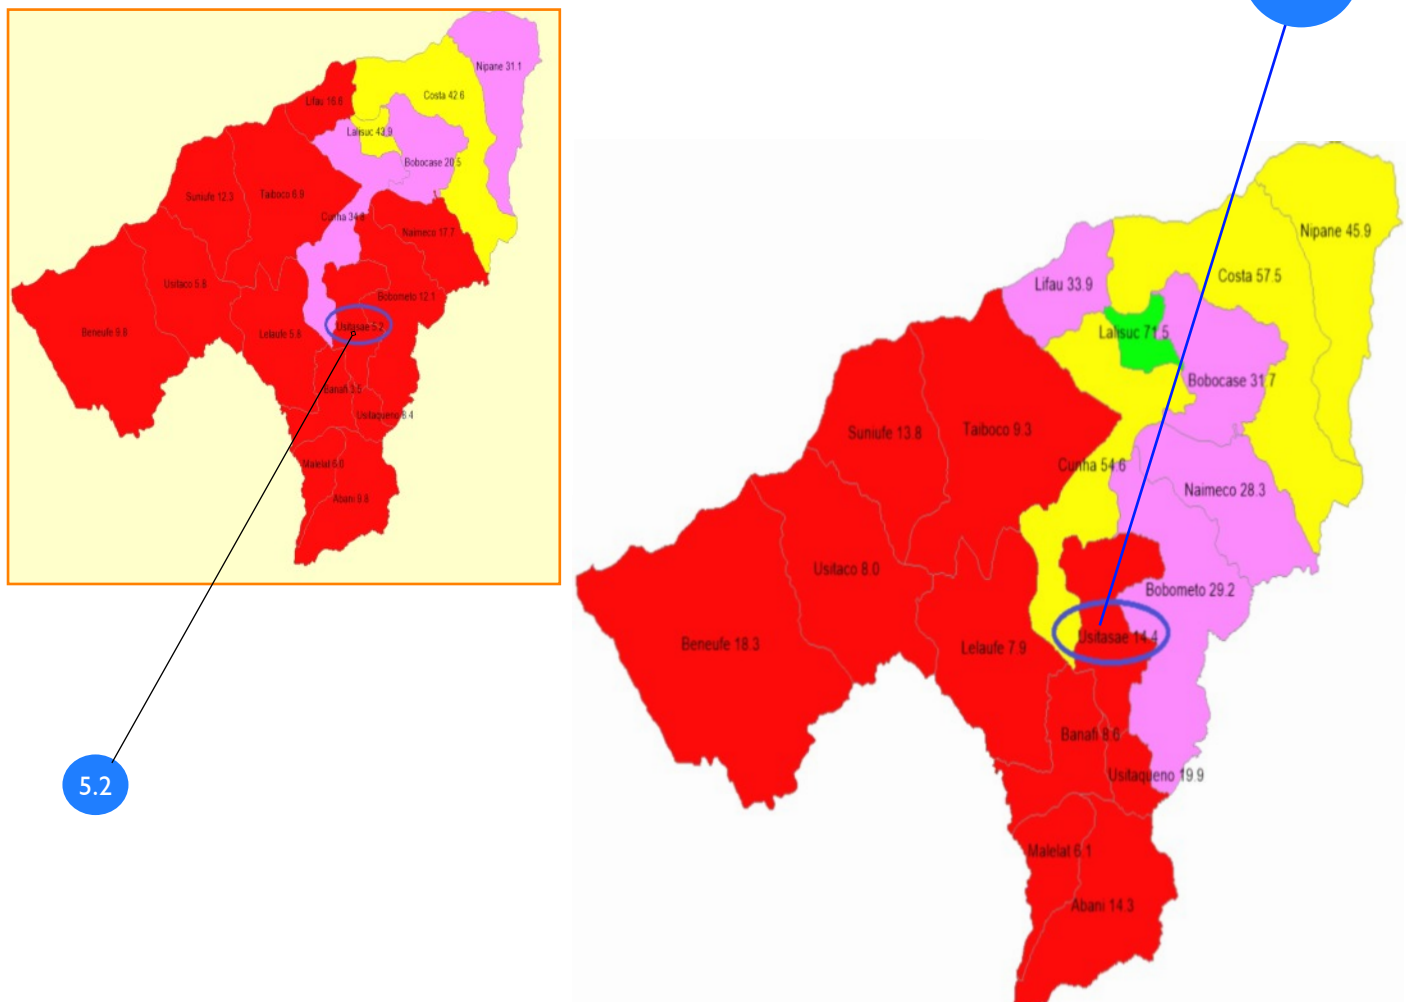 Nipane 31.1
Costa 42.6
Lifau 16.6
Lalisuc 43.9
Bobocase 20.5
Suniufe 12.3
Taiboco 6.9
Cunha 34.8
Naimeco 17.7
Usitaco 5.8
Bobometo 12.1
Beneufe 9.6
Lelaufe 5.8
Usitasae 5.2
Banafi 3.5
Usitaqueno 8.4
Malelat 6.0
Abani 9.8
5.2
Nipane 45.9
Costa 57.5
Lifau 33.9
Lalisuc 71.5
Bobocase 31.7
Suniufe 13.8
Taiboco 9.3
Cunha 54.6
Naimeco 28.3
Usitaco 8.0
Bobometo 29.2
Beneufe 18.3
Lelaufe 7.9
Usitasae 14.4
Banafi 8.6
Usitaqueno 19.9
Malelat 6.1
Abani 14.3